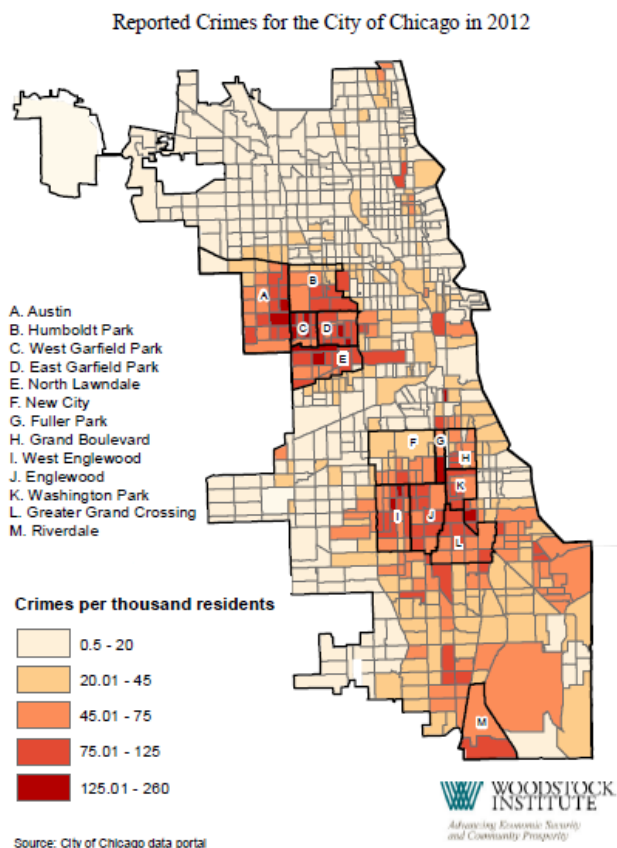 Reported Crimes for the City of Chicago in 2012
A
B
C
D
E
A. Austin
B. Humboldt Park
C. West Garfield Park
D. East Garfield Park
E. North Lawndale
F. New City
G. Fuller Park
H. Grand Boulevard
I. West Englewood
J. Englewood
K. Washington Park
L. Greater Grand Crossing
M. Riverdale
F
G
H
K
I
J
L
M
Crimes per thousand residents
0.5 - 20
20.01 - 45
45.01 - 75
75.01 - 125
125.01 - 260
WOODSTOCK
INSTITUTE
Advancing Economic Security
and Community Prosperity
Source: City of Chicago data portal